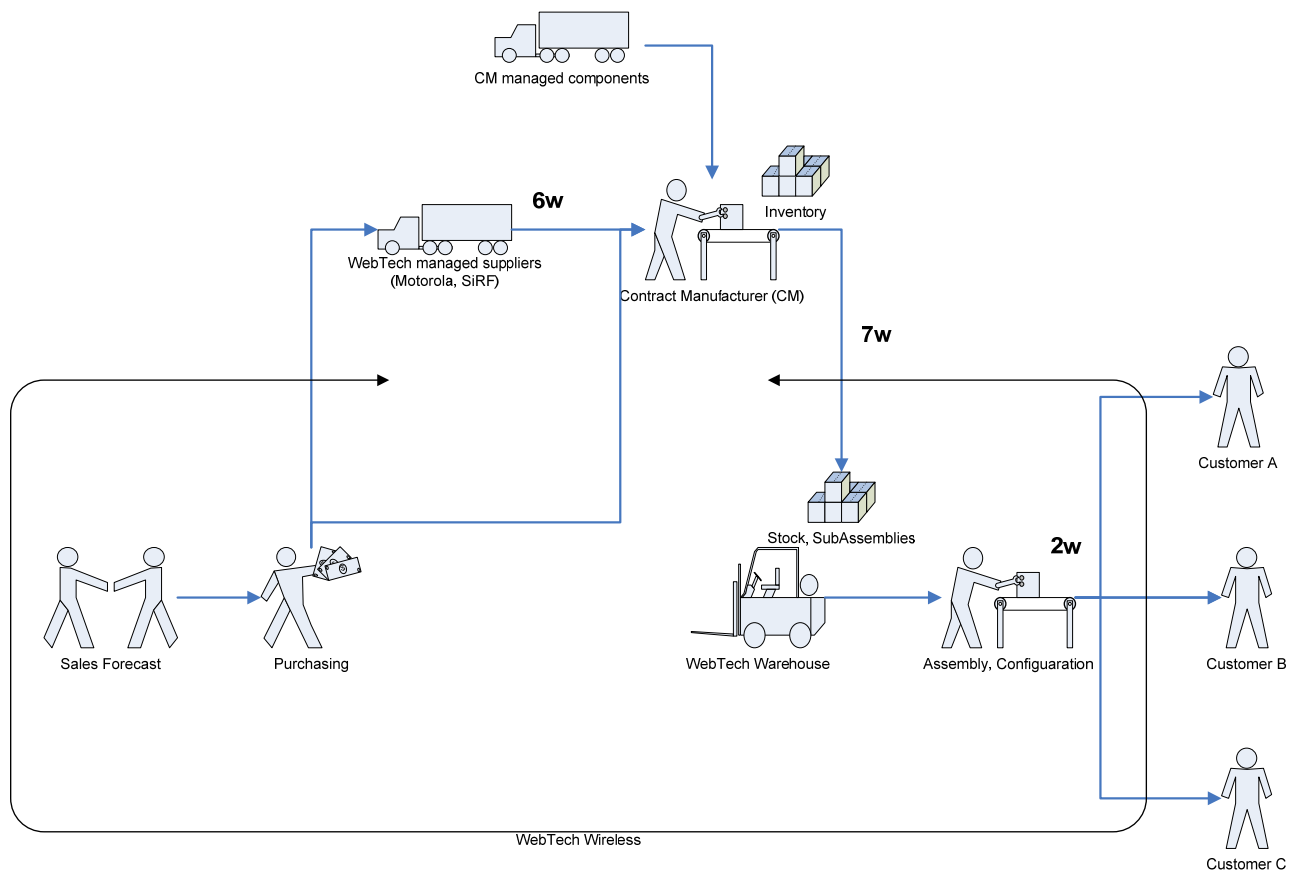 CM managed components
Inventory
6w
WebTech managed suppliers
(Motorola, SiRF)
Contract Manufacturer (CM)
7w
Customer A
Stock, SubAssemblies
2w
Sales Forecast
Purchasing
WebTech Warehouse
Assembly, Configuaration
Customer B
WebTech Wireless
Customer C